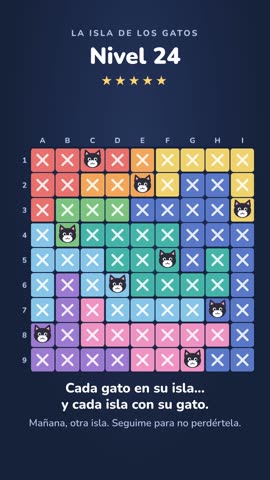 LA ISLA DE LOS GATOS
Nivel 24
A B C D E F G H I
1
2
3
4
5
6
7
8
9
Cada gato en su isla...
y cada isla con su gato.
Mañana, otra isla. Seguime para no perdértela.